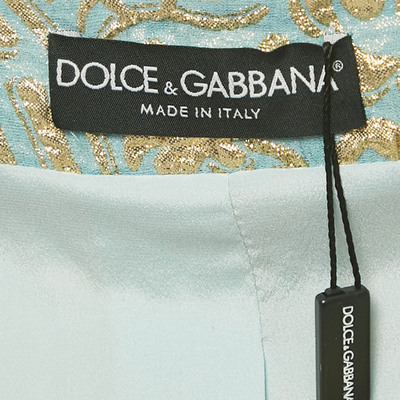 DOLCE & GABBANA®
MADE IN ITALY
DOLCE & GABBANA